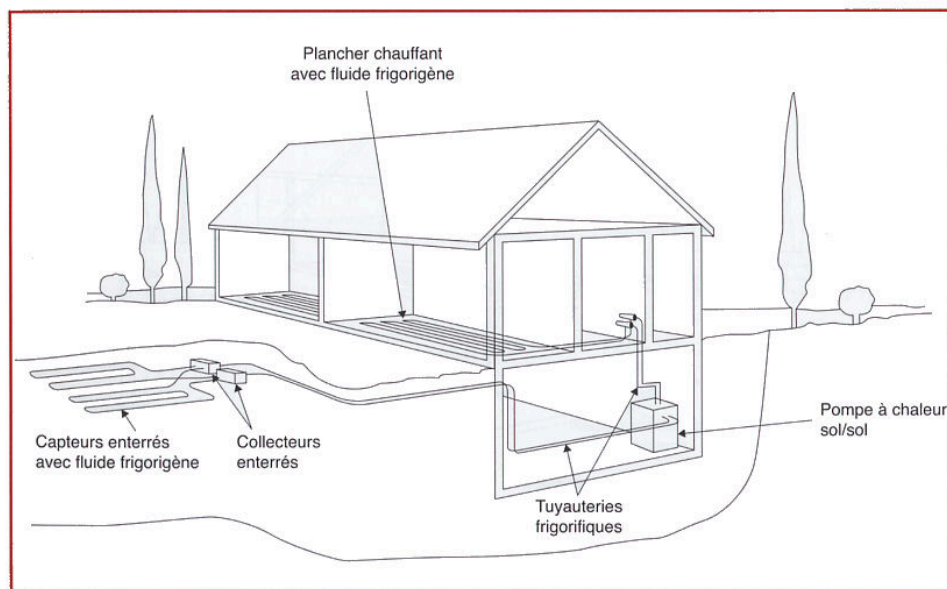 Plancher chauffant
avec fluide frigorigène
Capteurs enterrés
avec fluide frigorigène
Collecteurs
enterrés
Tuyauteries
frigorifiques
Pompe à chaleur
sol/sol